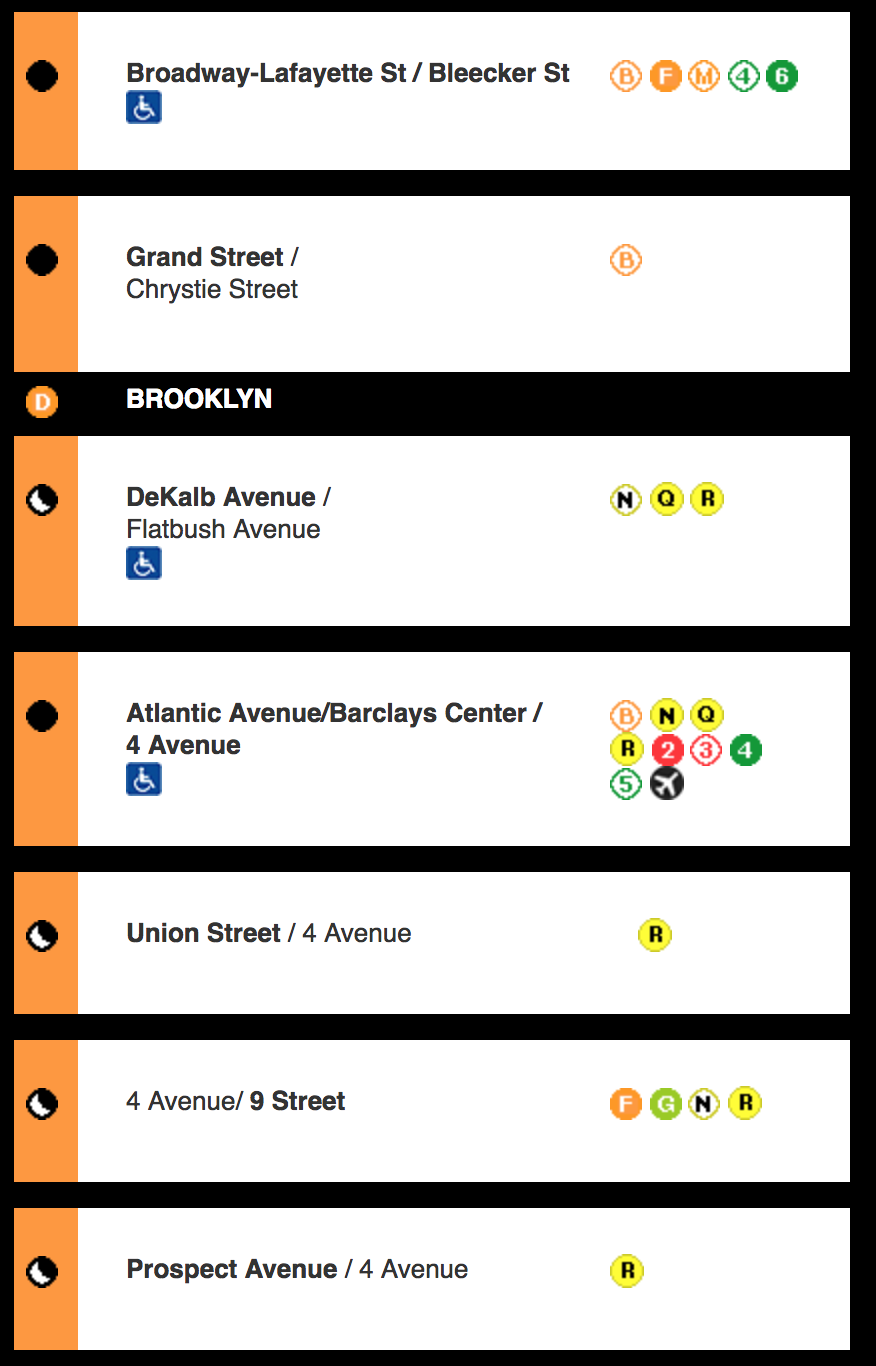 Broadway-Lafayette St / Bleecker St B F M 4 6
Grand Street / B
Chrystie Street
D BROOKLYN
DeKalb Avenue / N Q R
Flatbush Avenue
Atlantic Avenue/Barclays Center / B N Q
4 Avenue R 2 3 4
5
Union Street / 4 Avenue R
4 Avenue/ 9 Street F G N R
Prospect Avenue / 4 Avenue R